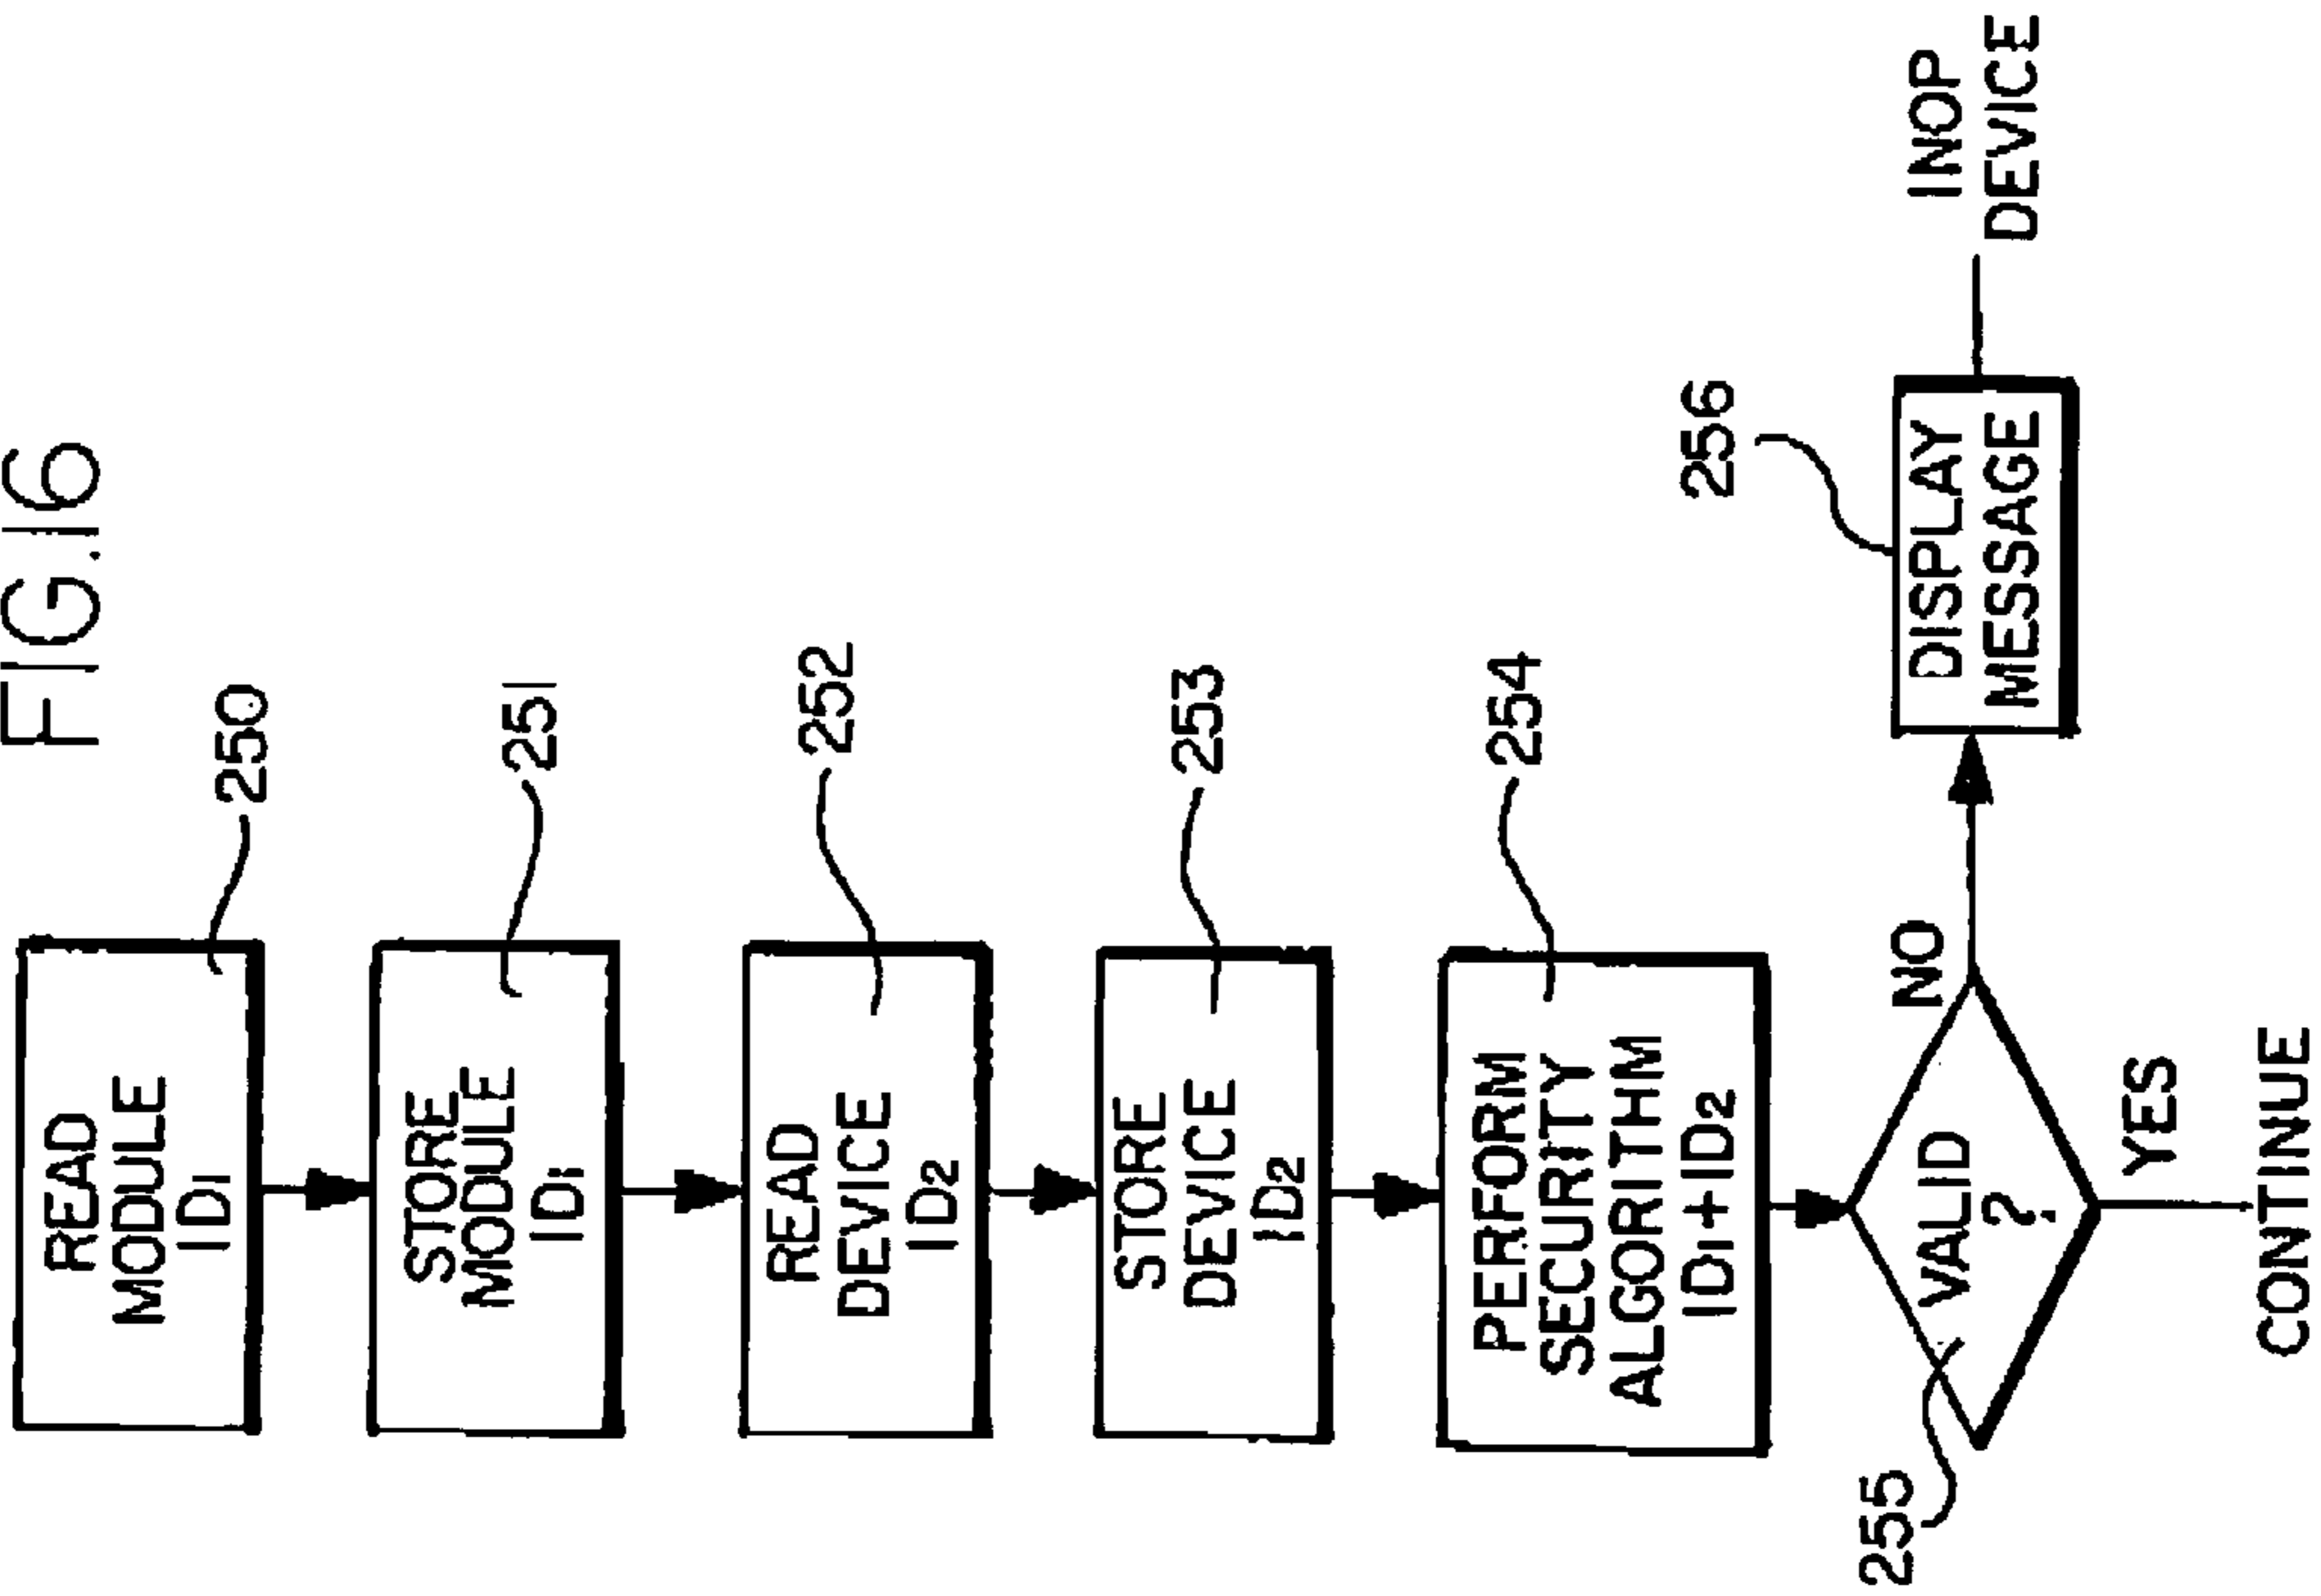 FIG.16
READ
MODULE
ID1
250
STORE
MODULE
ID1
251
READ
DEVICE
ID2
252
STORE
DEVICE
ID2
253
PERFORM
SECURITY
ALGORITHM
ID1+ID2
254
VALID
?
255
NO
YES
CONTINUE
DISPLAY
MESSAGE
256
INOP
DEVICE